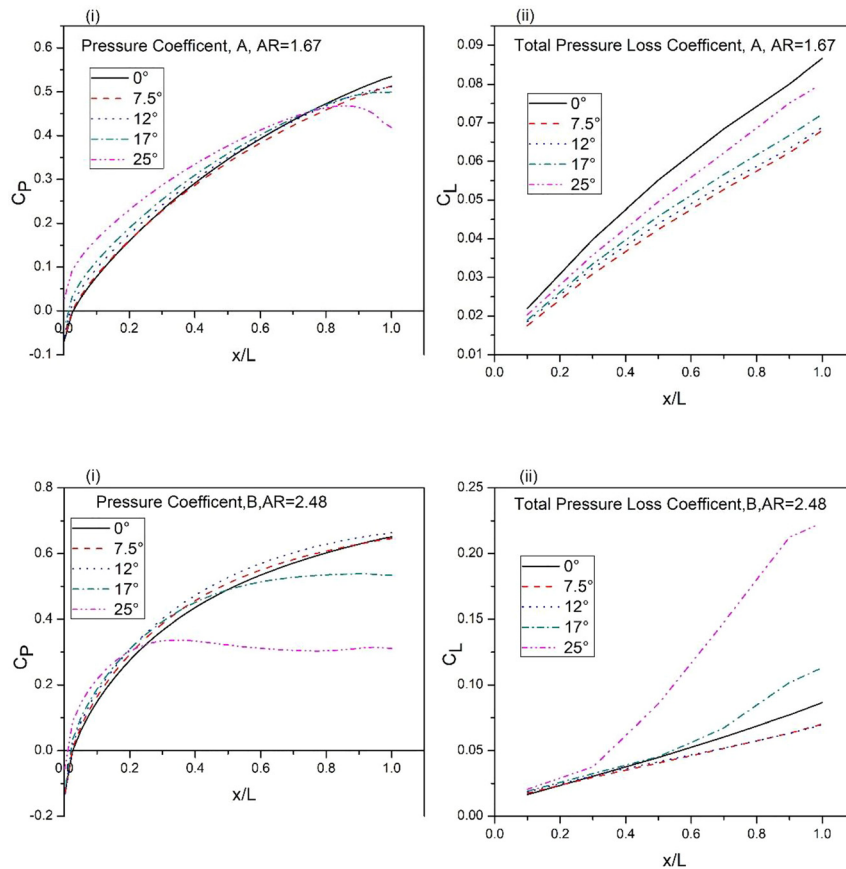 (i)
Pressure Coefficent, A, AR=1.67
0°
7.5°
12°
17°
25°
C_P
0.6
0.5
0.4
0.3
0.2
0.1
0.0
-0.1
0.0 0.2 0.4 0.6 0.8 1.0
x/L
(ii)
Total Pressure Loss Coefficent, A, AR=1.67
0°
7.5°
12°
17°
25°
C_L
0.09
0.08
0.07
0.06
0.05
0.04
0.03
0.02
0.01
0.0 0.2 0.4 0.6 0.8 1.0
x/L
(i)
Pressure Coefficent,B,AR=2.48
0°
7.5°
12°
17°
25°
C_P
0.8
0.6
0.4
0.2
0.0
-0.2
0.0 0.2 0.4 0.6 0.8 1.0
x/L
(ii)
Total Pressure Loss Coefficent,B,AR=2.48
0°
7.5°
12°
17°
25°
C_L
0.25
0.20
0.15
0.10
0.05
0.00
0.0 0.2 0.4 0.6 0.8 1.0
x/L